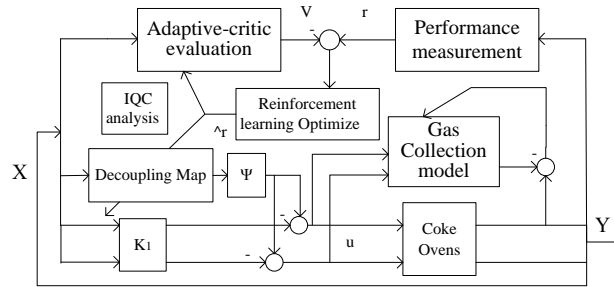 V
r
Adaptive-critic
evaluation
-
Performance
measurement
IQC
analysis
^r
Reinforcement
learning Optimize
Gas
Collection
model
-
X
Decoupling Map
Ψ
Y
K1
-
-
u
Coke
Ovens